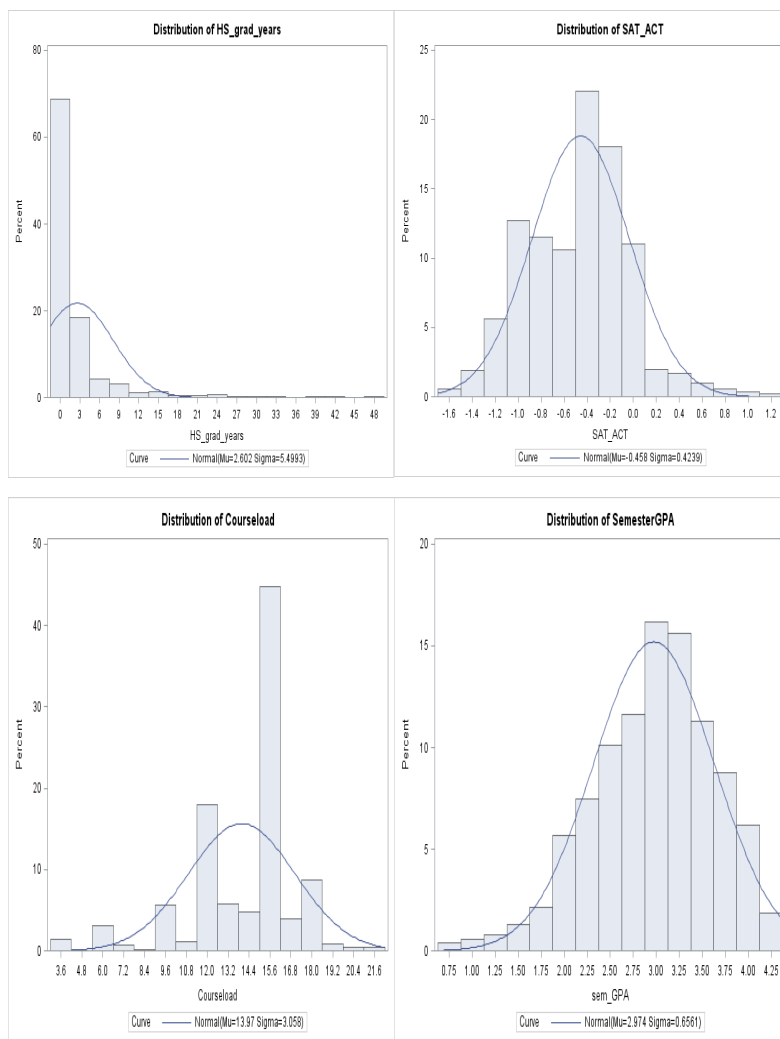 Distribution of HS_grad_years
80
60
40
20
0
Percent
0 3 6 9 12 15 18 21 24 27 30 33 36 39 42 45 48
HS_grad_years
Curve Normal(Mu=2.602 Sigma=5.4993)
Distribution of SAT_ACT
25
20
15
10
5
0
Percent
-1.6 -1.4 -1.2 -1.0 -0.8 -0.6 -0.4 -0.2 0.0 0.2 0.4 0.6 0.8 1.0 1.2
SAT_ACT
Curve Normal(Mu=-0.458 Sigma=0.4239)
Distribution of Courseload
50
40
30
20
10
0
Percent
3.6 4.8 6.0 7.2 8.4 9.6 10.8 12.0 13.2 14.4 15.6 16.8 18.0 19.2 20.4 21.6
Courseload
Curve Normal(Mu=13.97 Sigma=3.058)
Distribution of SemesterGPA
20
15
10
5
0
Percent
0.75 1.00 1.25 1.50 1.75 2.00 2.25 2.50 2.75 3.00 3.25 3.50 3.75 4.00 4.25
sem_GPA
Curve Normal(Mu=2.974 Sigma=0.6561)